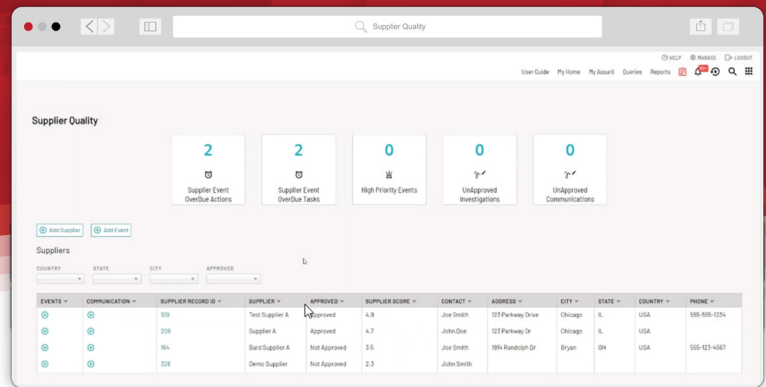 Supplier Quality
HELP MANAGE LOGOUT
User Guide My Home My AssurX Queries Reports
Supplier Quality
2 2 0 0 0
Supplier Event OverDue Actions
Supplier Event OverDue Tasks
High Priority Events
UnApproved Investigations
UnApproved Communications
Add Supplier Add Event
Suppliers
COUNTRY STATE CITY APPROVED
EVENTS COMMUNICATION SUPPLIER RECORD ID SUPPLIER APPROVED SUPPLIER SCORE CONTACT ADDRESS CITY STATE COUNTRY PHONE
109 Test Supplier A Approved 4.9 Joe Smith 123 Parkway Drive Chicago IL USA 555-555-1234
209 Supplier A Approved 4.7 John Doe 123 Parkway Dr Chicago IL USA
164 Bard Supplier A Not Approved 3.5 Joe Smith 1914 Randolph Dr Bryan OH USA 555-123-4567
328 Demo Supplier Not Approved 2.3 John Smith